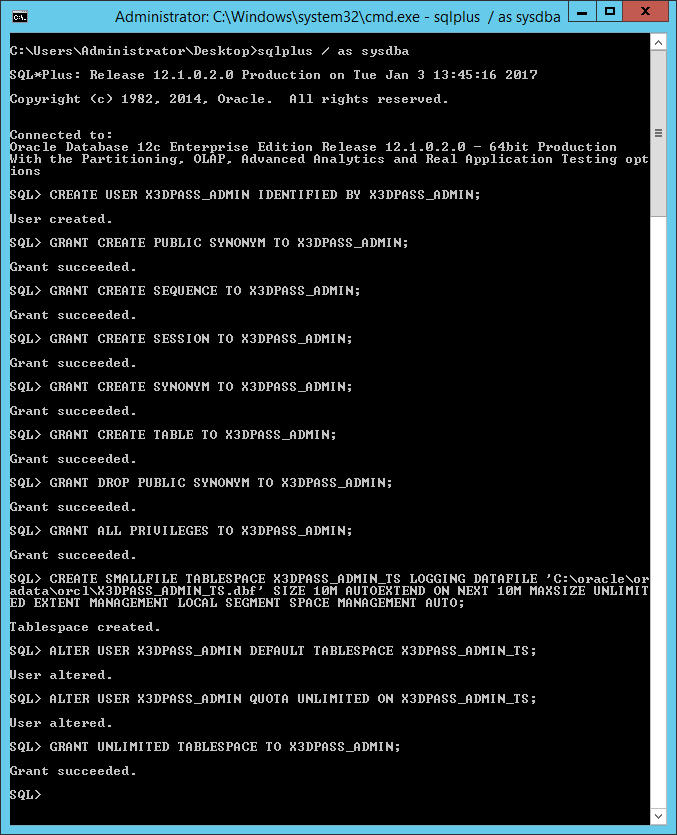 Administrator: C:\Windows\system32\cmd.exe - sqlplus  / as sysdba
C:\Users\Administrator\Desktop>sqlplus / as sysdba
SQL*Plus: Release 12.1.0.2.0 Production on Tue Jan 3 13:45:16 2017
Copyright (c) 1982, 2014, Oracle.  All rights reserved.
Connected to:
Oracle Database 12c Enterprise Edition Release 12.1.0.2.0 - 64bit Production
With the Partitioning, OLAP, Advanced Analytics and Real Application Testing opt
ions
SQL> CREATE USER X3DPASS_ADMIN IDENTIFIED BY X3DPASS_ADMIN;
User created.
SQL> GRANT CREATE PUBLIC SYNONYM TO X3DPASS_ADMIN;
Grant succeeded.
SQL> GRANT CREATE SEQUENCE TO X3DPASS_ADMIN;
Grant succeeded.
SQL> GRANT CREATE SESSION TO X3DPASS_ADMIN;
Grant succeeded.
SQL> GRANT CREATE SYNONYM TO X3DPASS_ADMIN;
Grant succeeded.
SQL> GRANT CREATE TABLE TO X3DPASS_ADMIN;
Grant succeeded.
SQL> GRANT DROP PUBLIC SYNONYM TO X3DPASS_ADMIN;
Grant succeeded.
SQL> GRANT ALL PRIVILEGES TO X3DPASS_ADMIN;
Grant succeeded.
SQL> CREATE SMALLFILE TABLESPACE X3DPASS_ADMIN_TS LOGGING DATAFILE 'C:\oracle\or
adata\orcl\X3DPASS_ADMIN_TS.dbf' SIZE 10M AUTOEXTEND ON NEXT 10M MAXSIZE UNLIMIT
ED EXTENT MANAGEMENT LOCAL SEGMENT SPACE MANAGEMENT AUTO;
Tablespace created.
SQL> ALTER USER X3DPASS_ADMIN DEFAULT TABLESPACE X3DPASS_ADMIN_TS;
User altered.
SQL> ALTER USER X3DPASS_ADMIN QUOTA UNLIMITED ON X3DPASS_ADMIN_TS;
User altered.
SQL> GRANT UNLIMITED TABLESPACE TO X3DPASS_ADMIN;
Grant succeeded.
SQL>